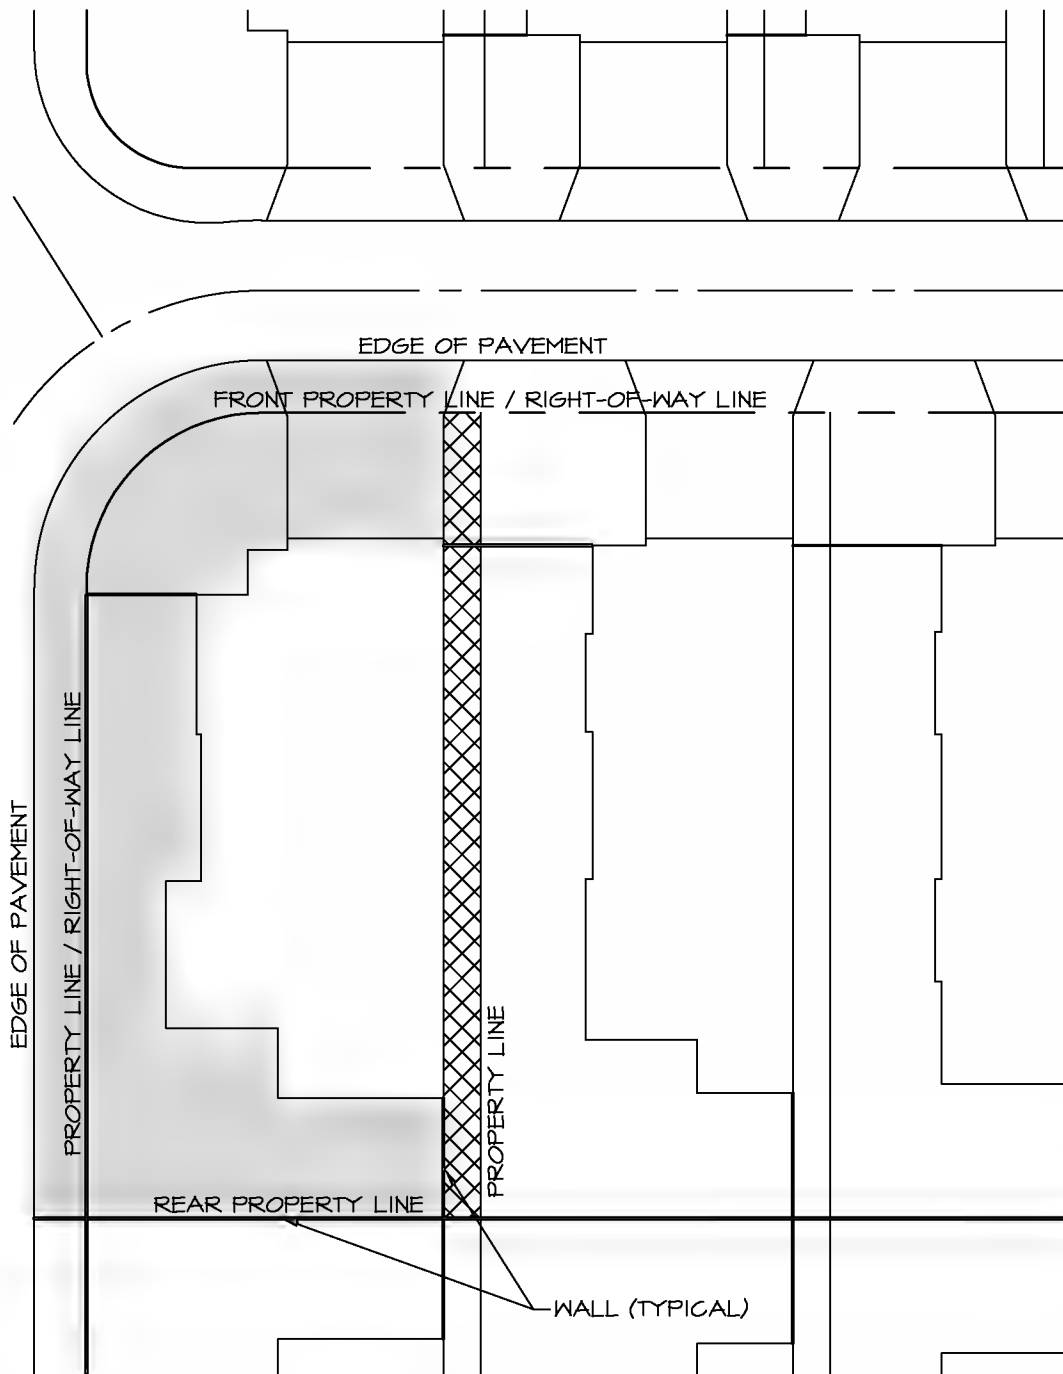 EDGE OF PAVEMENT
FRONT PROPERTY LINE / RIGHT-OF-WAY LINE
EDGE OF PAVEMENT
PROPERTY LINE / RIGHT-OF-WAY LINE
PROPERTY LINE
REAR PROPERTY LINE
WALL (TYPICAL)